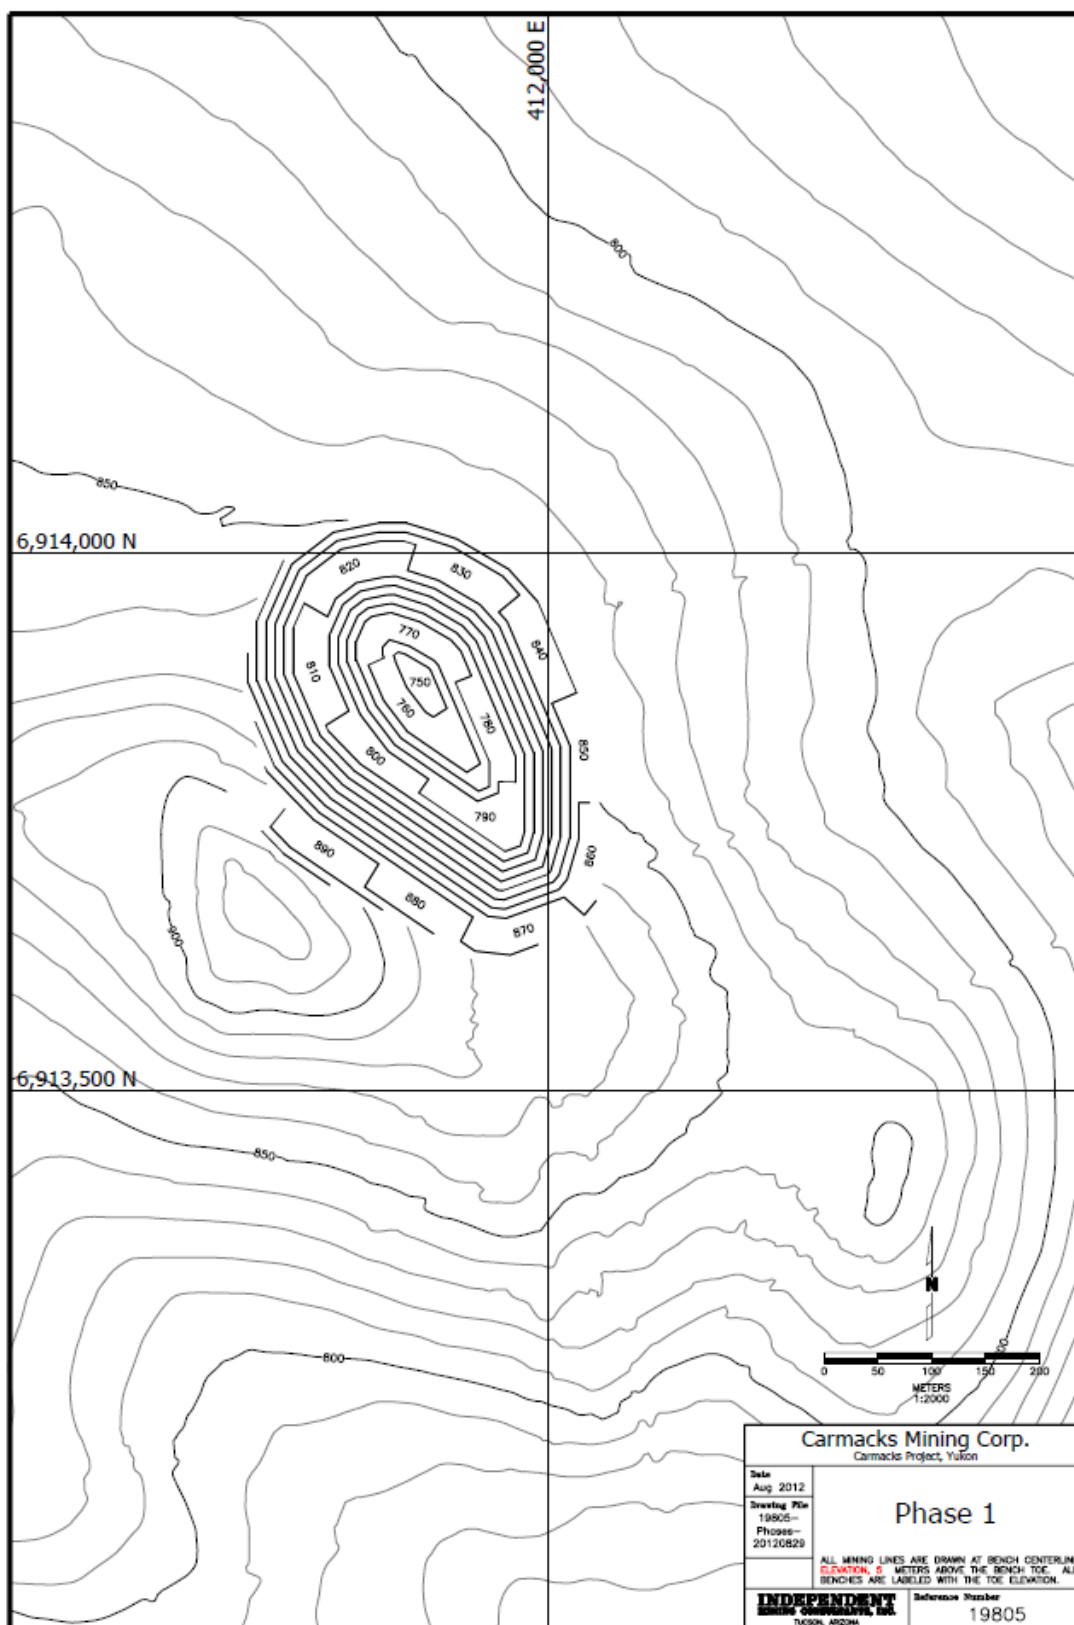 412,000 E
800
850
6,914,000 N
820
830
840
770
810
750
760
780
850
800
790
860
890
880
870
900
6,913,500 N
850
N
800
0 50 100 150 200
METERS
1:2000
Carmacks Mining Corp.
Carmacks Project, Yukon
Date
Aug 2012
Drawing File
19805-
Phases-
20120829
Phase 1
ALL MINING LINES ARE DRAWN AT BENCH CENTERLINE
ELEVATION, 5 METERS ABOVE THE BENCH TOE. ALL
BENCHES ARE LABELED WITH THE TOE ELEVATION.
INDEPENDENT
MINING CONSULTANTS, INC.
TUCSON, ARIZONA
Reference Number
19805